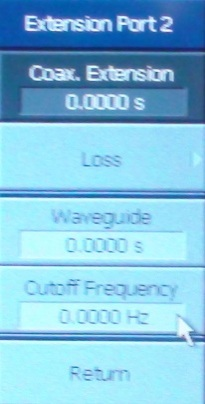 Extension Port 2
Coax. Extension
0.0000 s
Loss
Waveguide
0.0000 s
Cutoff Frequency
0.0000 Hz
Return